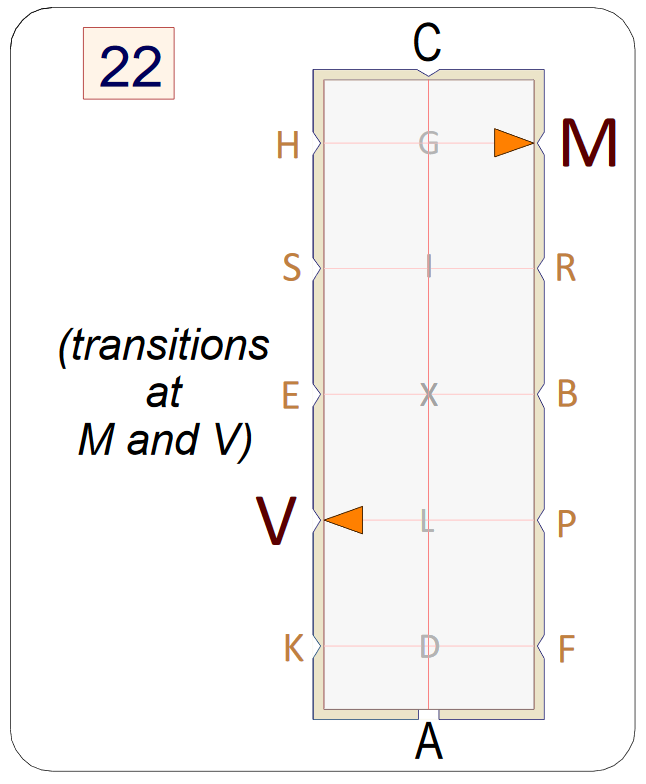 22
C
H G M
S I R
(transitions
at
M and V)
E X B
V L P
K D F
A